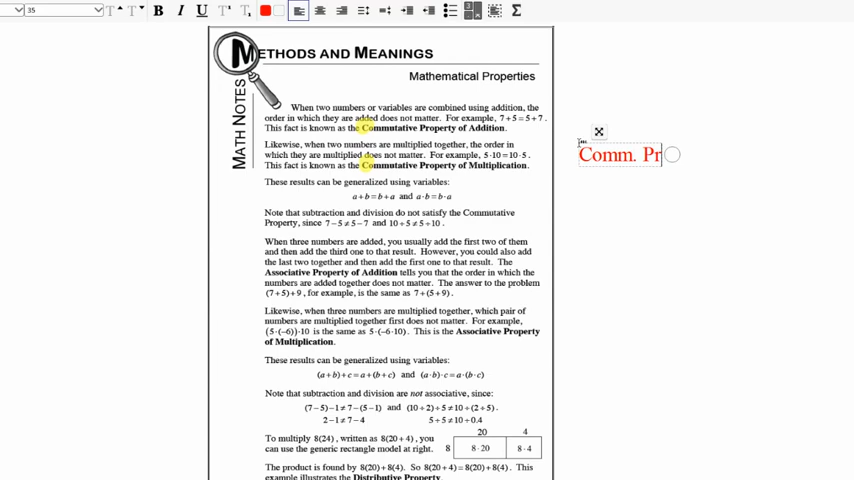 35
B I U T T Σ
METHODS AND MEANINGS
Mathematical Properties
MATH NOTES
When two numbers or variables are combined using addition, the
order in which they are added does not matter. For example, 7+5=5+7.
This fact is known as the Commutative Property of Addition.
Likewise, when two numbers are multiplied together, the order in
which they are multiplied does not matter. For example, 5·10=10·5.
This fact is known as the Commutative Property of Multiplication.
These results can be generalized using variables:
a+b=b+a and a·b=b·a
Note that subtraction and division do not satisfy the Commutative
Property, since 7−5≠5−7 and 10÷5≠5÷10.
When three numbers are added, you usually add the first two of them
and then add the third one to that result. However, you could also add
the last two together and then add the first one to that result. The
Associative Property of Addition tells you that the order in which the
numbers are added together does not matter. The answer to the problem
(7+5)+9, for example, is the same as 7+(5+9).
Likewise, when three numbers are multiplied together, which pair of
numbers are multiplied together first does not matter. For example,
(5·(−6))·10 is the same as 5·(−6·10). This is the Associative Property
of Multiplication.
These results can be generalized using variables:
(a+b)+c=a+(b+c) and (a·b)·c=a·(b·c)
Note that subtraction and division are not associative, since:
(7−5)−1≠7−(5−1) and (10÷2)÷5≠10÷(2÷5).
2−1≠7−4 5÷5≠10÷0.4
To multiply 8(24), written as 8(20+4), you
can use the generic rectangle model at right.
20 4
8 8·20 8·4
The product is found by 8(20)+8(4). So 8(20+4)=8(20)+8(4). This
example illustrates the Distributive Property.
Comm. Pr